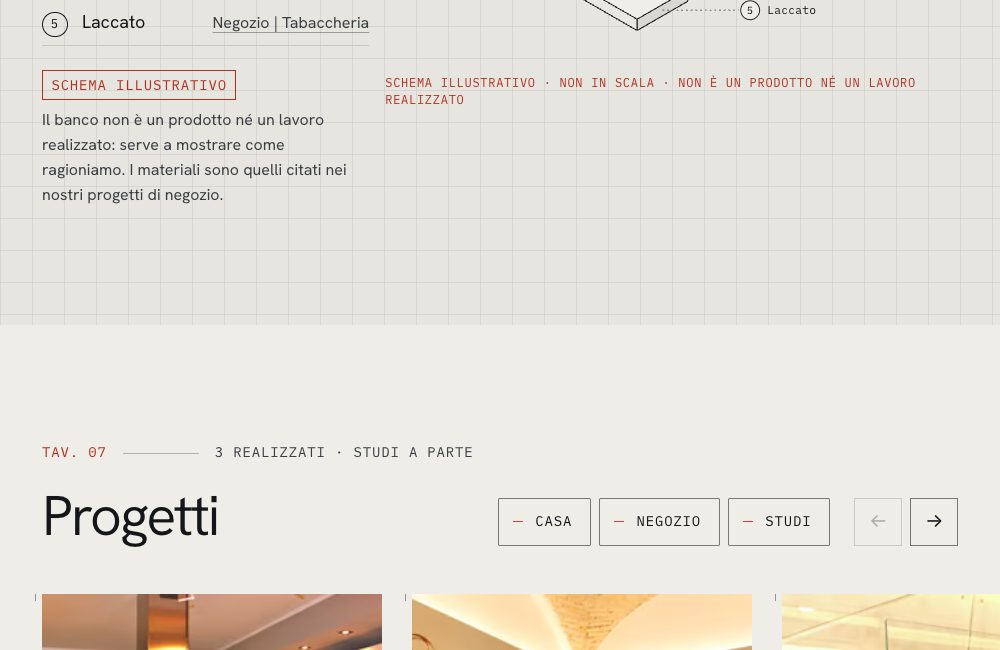 5 Laccato Negozio | Tabaccheria
5 Laccato
SCHEMA ILLUSTRATIVO
Il banco non è un prodotto né un lavoro
realizzato: serve a mostrare come
ragioniamo. I materiali sono quelli citati nei
nostri progetti di negozio.
SCHEMA ILLUSTRATIVO · NON IN SCALA · NON È UN PRODOTTO NÉ UN LAVORO
REALIZZATO
TAV. 07 3 REALIZZATI · STUDI A PARTE
Progetti
— CASA — NEGOZIO — STUDI ← →